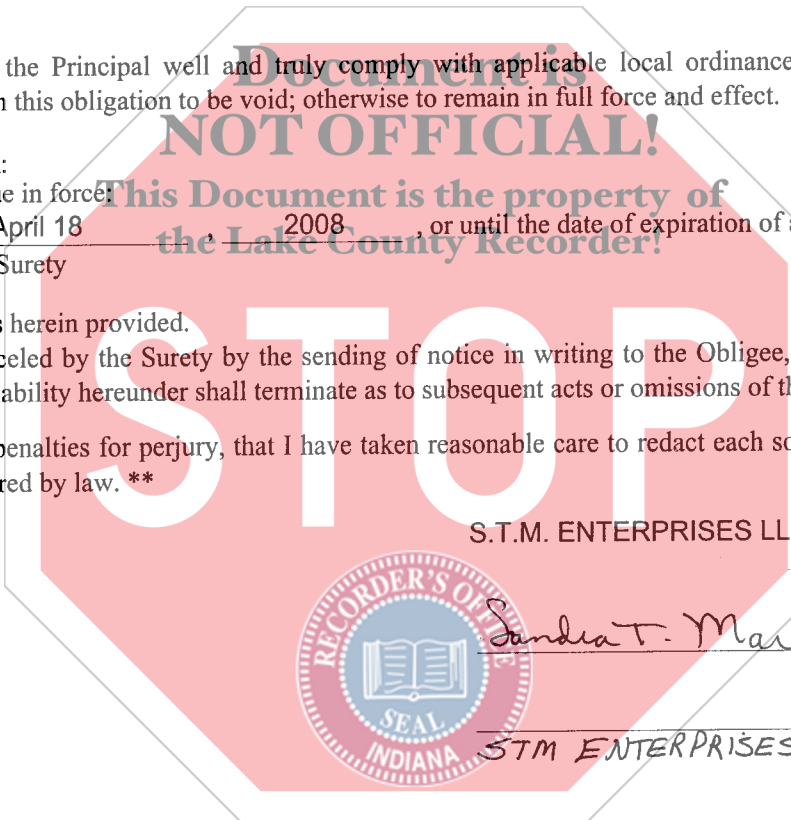 Document is
the Principal well and truly comply with applicable local ordinance
this obligation to be void; otherwise to remain in full force and effect.
NOT OFFICIAL!
e in force:
This Document is the property of
April 18 , 2008 , or until the date of expiration of
the Lake County Recorder!
Surety
s herein provided.
celed by the Surety by the sending of notice in writing to the Obligee,
ability hereunder shall terminate as to subsequent acts or omissions of th
penalties for perjury, that I have taken reasonable care to redact each so
red by law. **
STOP
S.T.M. ENTERPRISES LL
RECORDER'S OFFICE
Sandra T. Mar
SEAL
INDIANA
STM ENTERPRISES